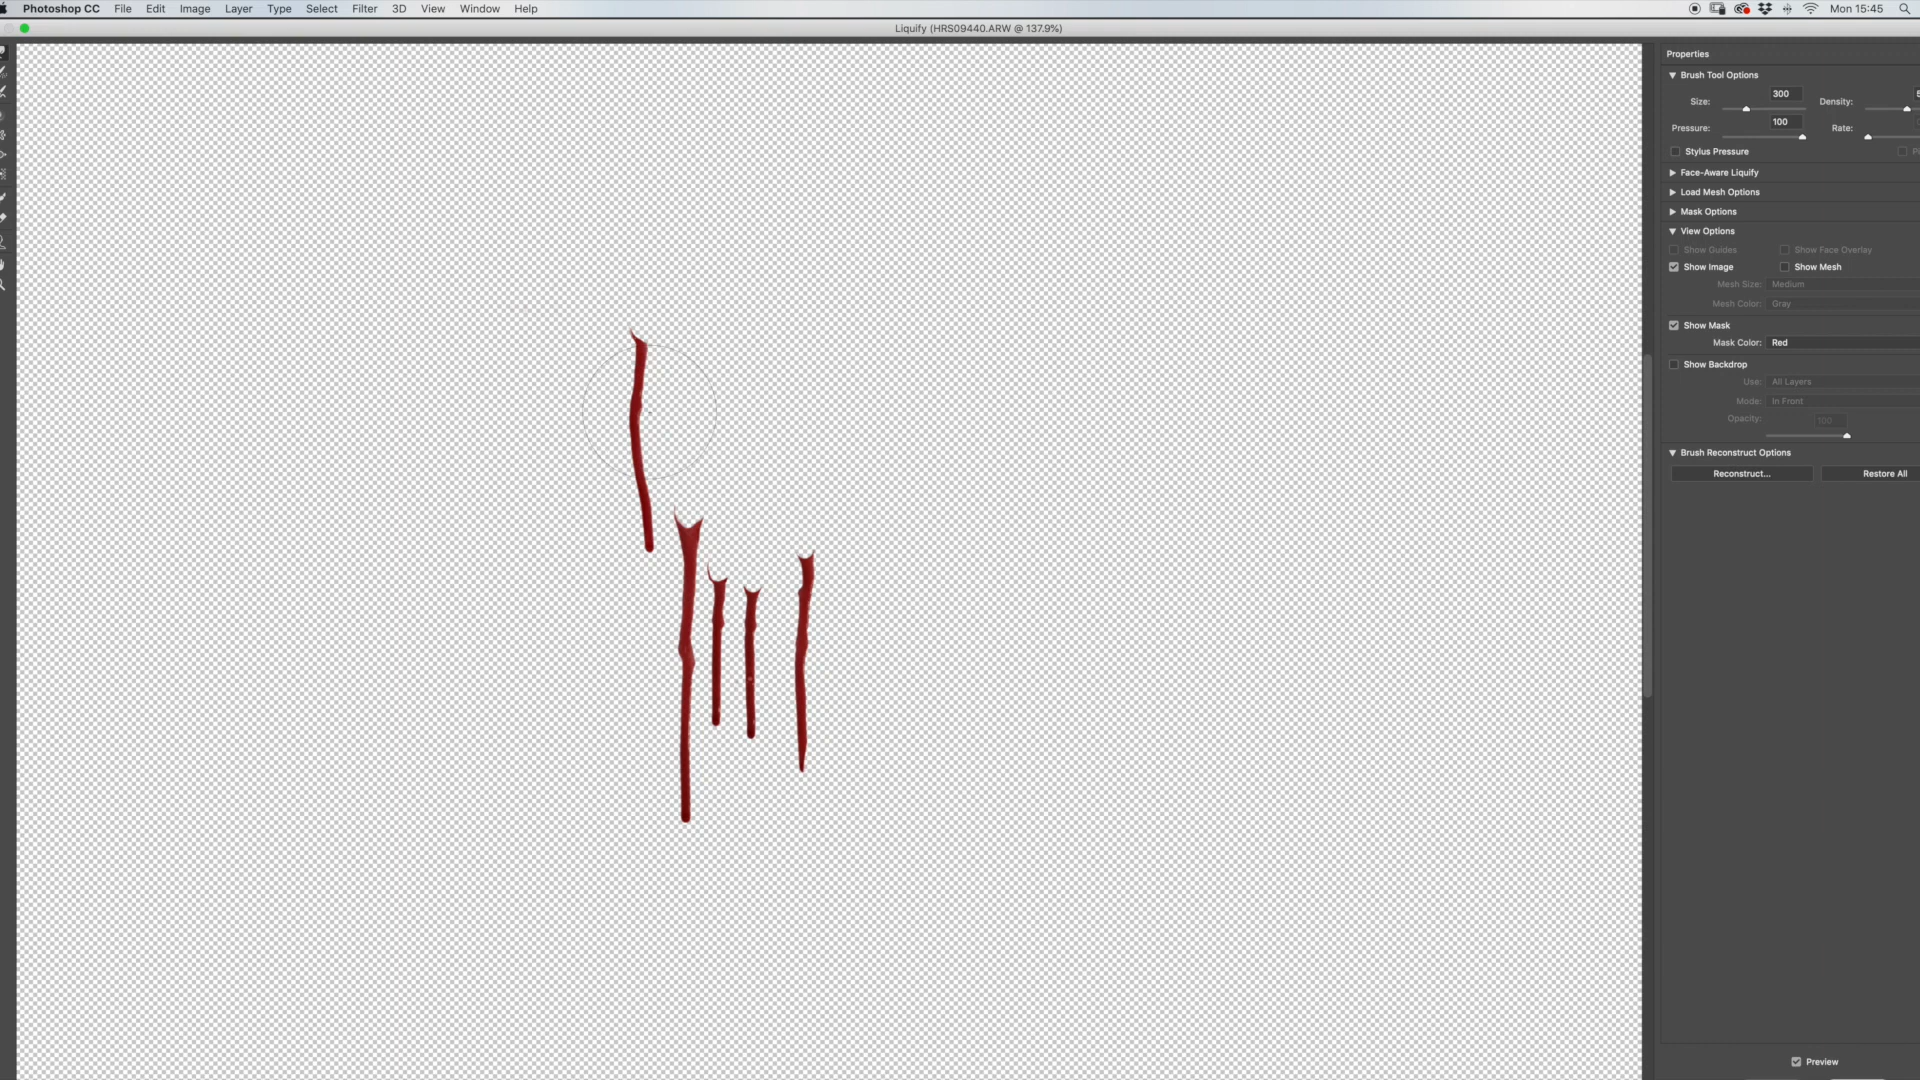 Photoshop CC File Edit Image Layer Type Select Filter 3D View Window Help Mon 15:45
Liquify (HRS09440.ARW @ 137.9%)
Properties
Brush Tool Options
Size: 300 Density:
Pressure: 100 Rate:
Stylus Pressure
Face-Aware Liquify
Load Mesh Options
Mask Options
View Options
Show Guides Show Face Overlay
Show Image Show Mesh
Mesh Size: Medium
Mesh Color: Gray
Show Mask
Mask Color: Red
Show Backdrop
Use: All Layers
Mode: In Front
Opacity: 100
Brush Reconstruct Options
Reconstruct... Restore All
Preview